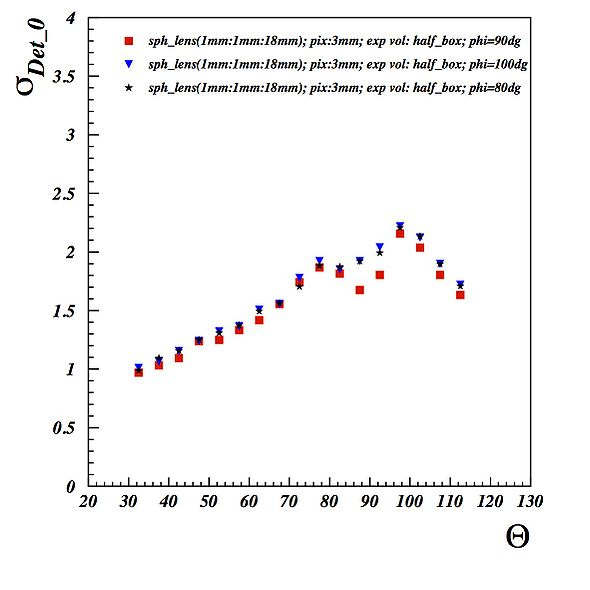 σDet_0
4
sph_lens(1mm:1mm:18mm); pix:3mm; exp vol: half_box; phi=90dg
sph_lens(1mm:1mm:18mm); pix:3mm; exp vol: half_box; phi=100dg
sph_lens(1mm:1mm:18mm); pix:3mm; exp vol: half_box; phi=80dg
3.5
3
2.5
2
1.5
1
0.5
0
20 30 40 50 60 70 80 90 100 110 120 130
Θ